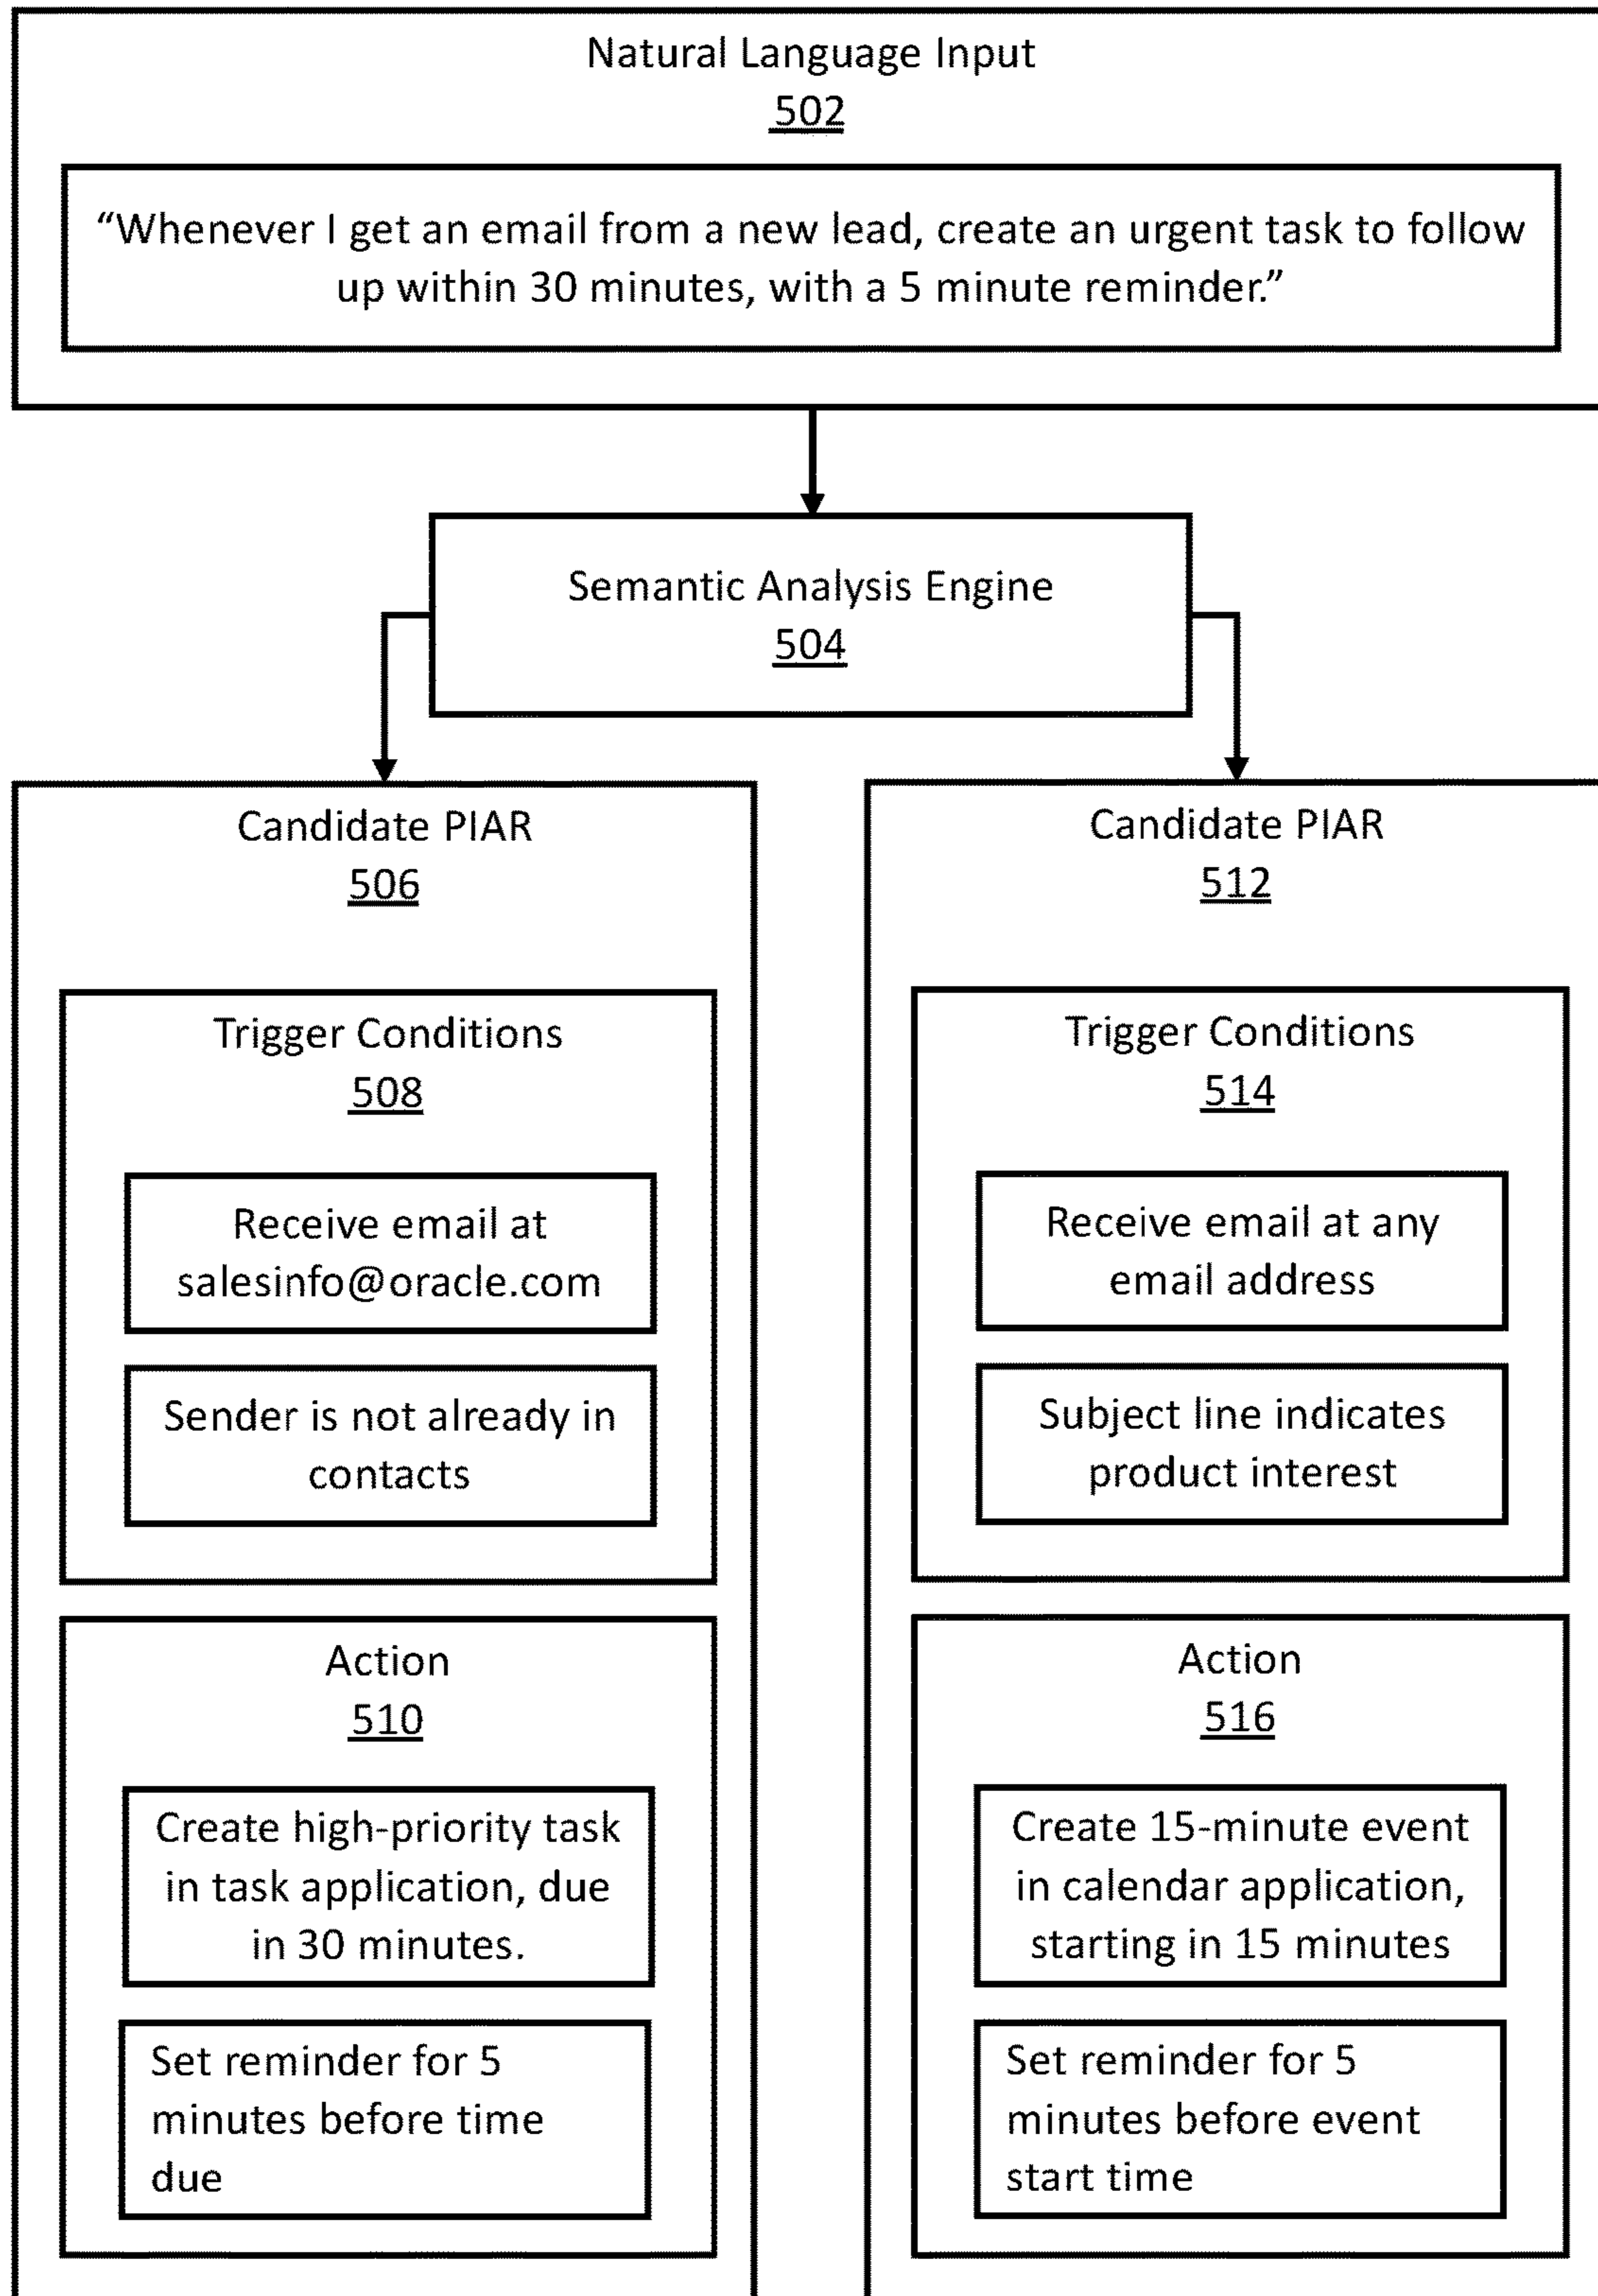 Natural Language Input
502
“Whenever I get an email from a new lead, create an urgent task to follow
up within 30 minutes, with a 5 minute reminder.”
Semantic Analysis Engine
504
Candidate PIAR
506
Trigger Conditions
508
Receive email at
salesinfo@oracle.com
Sender is not already in
contacts
Action
510
Create high-priority task
in task application, due
in 30 minutes.
Set reminder for 5
minutes before time
due
Candidate PIAR
512
Trigger Conditions
514
Receive email at any
email address
Subject line indicates
product interest
Action
516
Create 15-minute event
in calendar application,
starting in 15 minutes
Set reminder for 5
minutes before event
start time